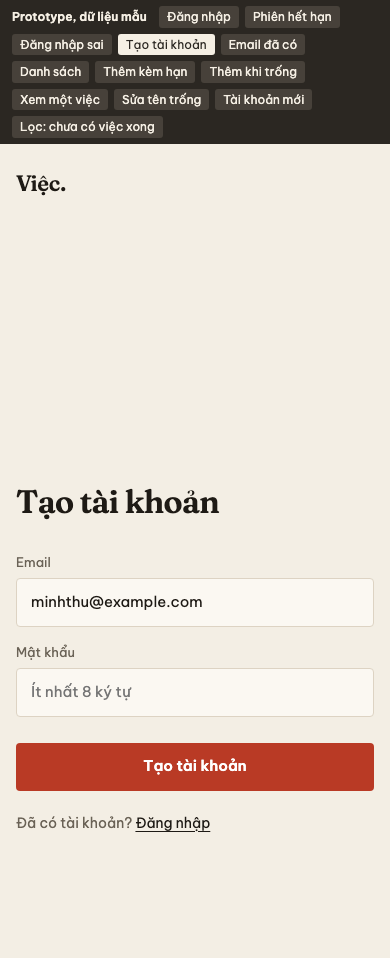 Prototype, dữ liệu mẫu Đăng nhập Phiên hết hạn
Đăng nhập sai Tạo tài khoản Email đã có
Danh sách Thêm kèm hạn Thêm khi trống
Xem một việc Sửa tên trống Tài khoản mới
Lọc: chưa có việc xong
Việc.
Tạo tài khoản
Email
minhthu@example.com
Mật khẩu
Ít nhất 8 ký tự
Tạo tài khoản
Đã có tài khoản? Đăng nhập